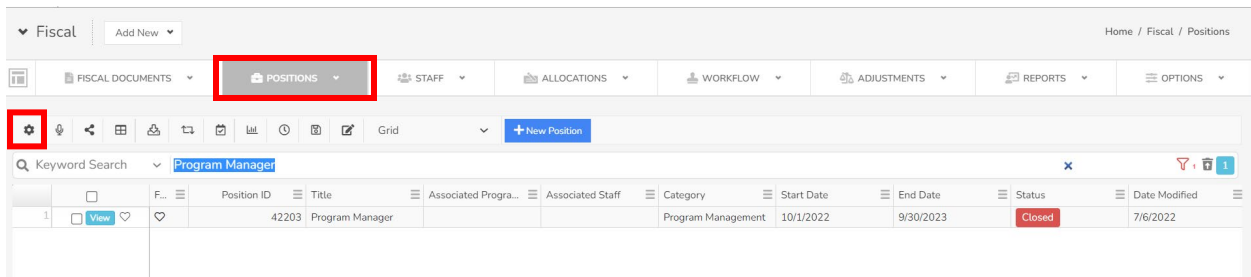 Fiscal Add New Home / Fiscal / Positions
FISCAL DOCUMENTS POSITIONS STAFF ALLOCATIONS WORKFLOW ADJUSTMENTS REPORTS OPTIONS
Grid New Position
Keyword Search Program Manager 1 1
F... Position ID Title Associated Progra... Associated Staff Category Start Date End Date Status Date Modified
1 View 42203 Program Manager Program Management 10/1/2022 9/30/2023 Closed 7/6/2022